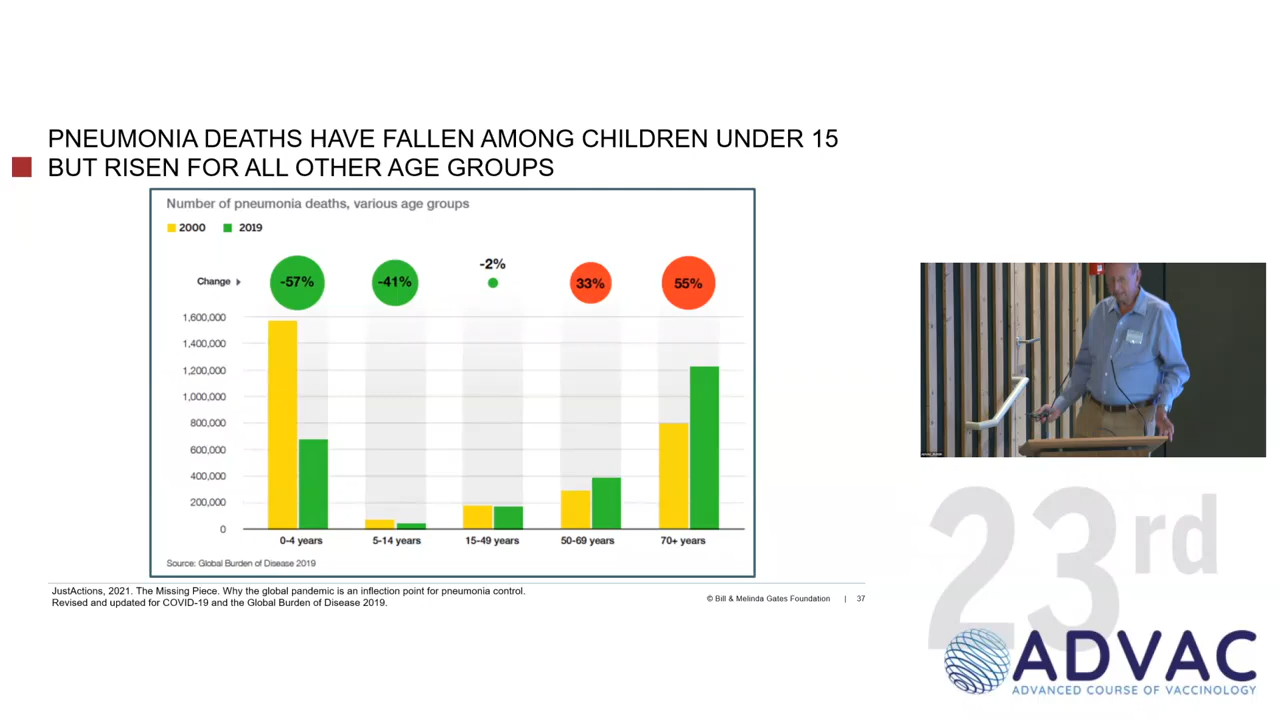 PNEUMONIA DEATHS HAVE FALLEN AMONG CHILDREN UNDER 15
BUT RISEN FOR ALL OTHER AGE GROUPS
Number of pneumonia deaths, various age groups
2000 2019
Change
-57% -41% -2% 33% 55%
1,600,000
1,400,000
1,200,000
1,000,000
800,000
600,000
400,000
200,000
0
0-4 years 5-14 years 15-49 years 50-69 years 70+ years
Source: Global Burden of Disease 2019
JustActions, 2021. The Missing Piece. Why the global pandemic is an inflection point for pneumonia control.
Revised and updated for COVID-19 and the Global Burden of Disease 2019.
© Bill & Melinda Gates Foundation | 37
23rd
ADVAC
ADVANCED COURSE OF VACCINOLOGY